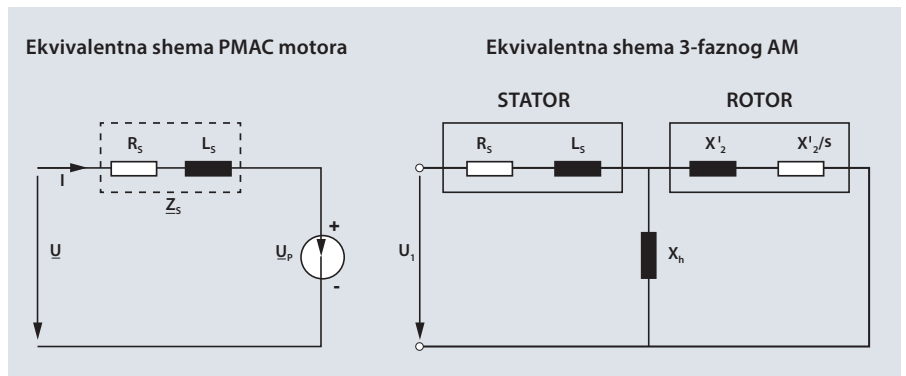 Ekvivalentna shema PMAC motora
R_S L_S
I
Z_S
U
U_P
+
-
Ekvivalentna shema 3-faznog AM
STATOR ROTOR
R_S L_S X'_2 X'_2/s
U_1
X_h